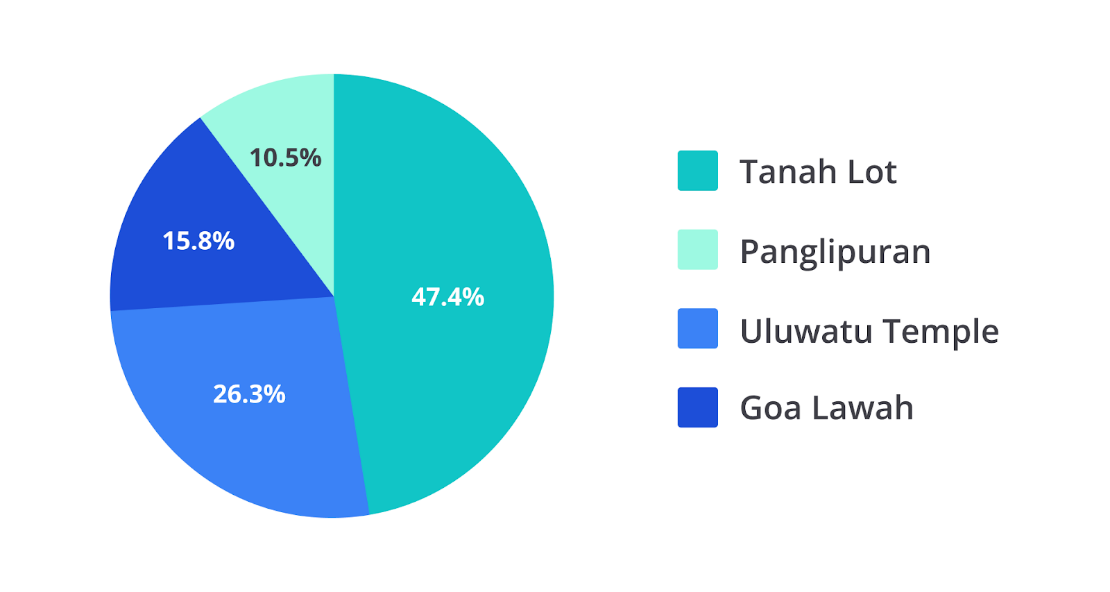 10.5%
15.8%
47.4%
26.3%
Tanah Lot
Panglipuran
Uluwatu Temple
Goa Lawah